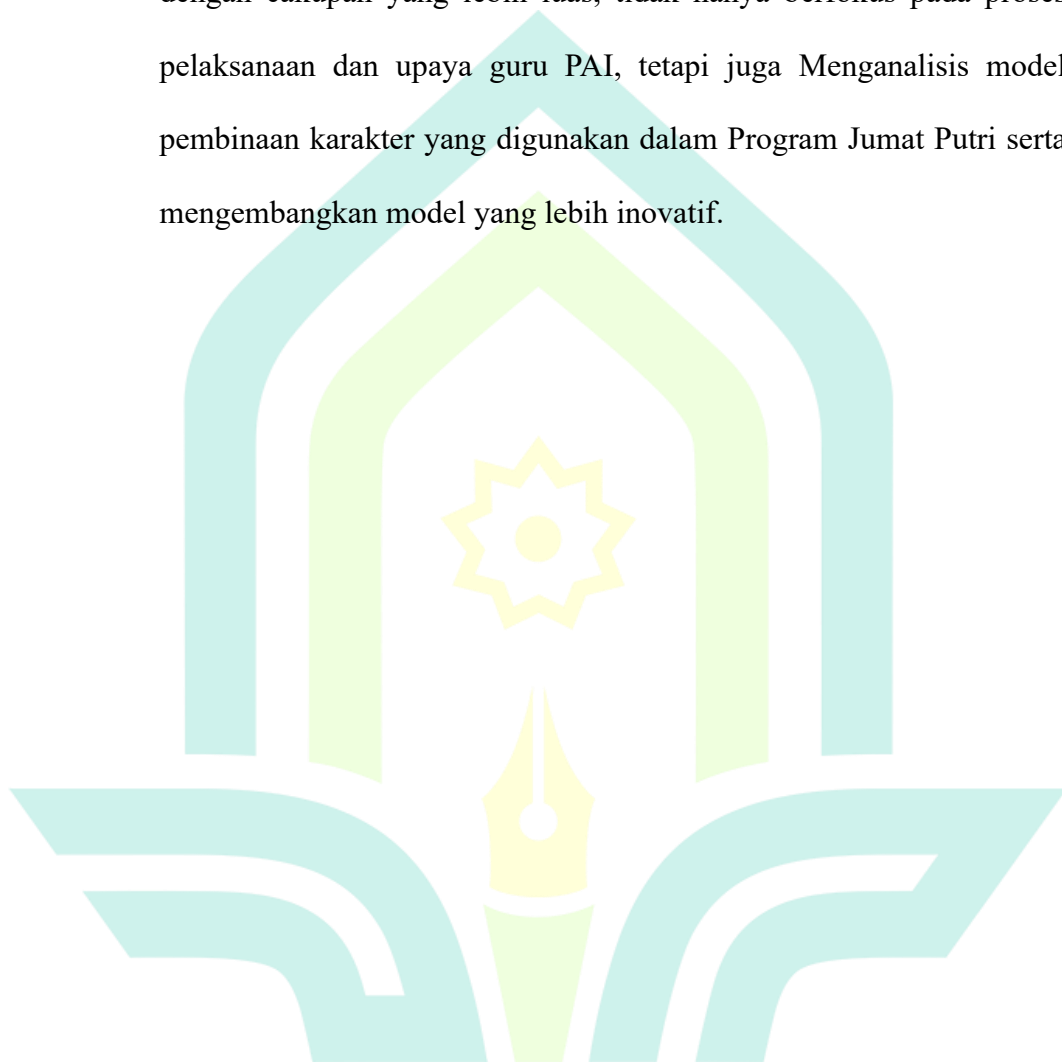 dengan cakupan yang lebih luas, tidak hanya berfokus pada proses
pelaksanaan dan upaya guru PAI, tetapi juga Menganalisis model
pembinaan karakter yang digunakan dalam Program Jumat Putri serta
mengembangkan model yang lebih inovatif.